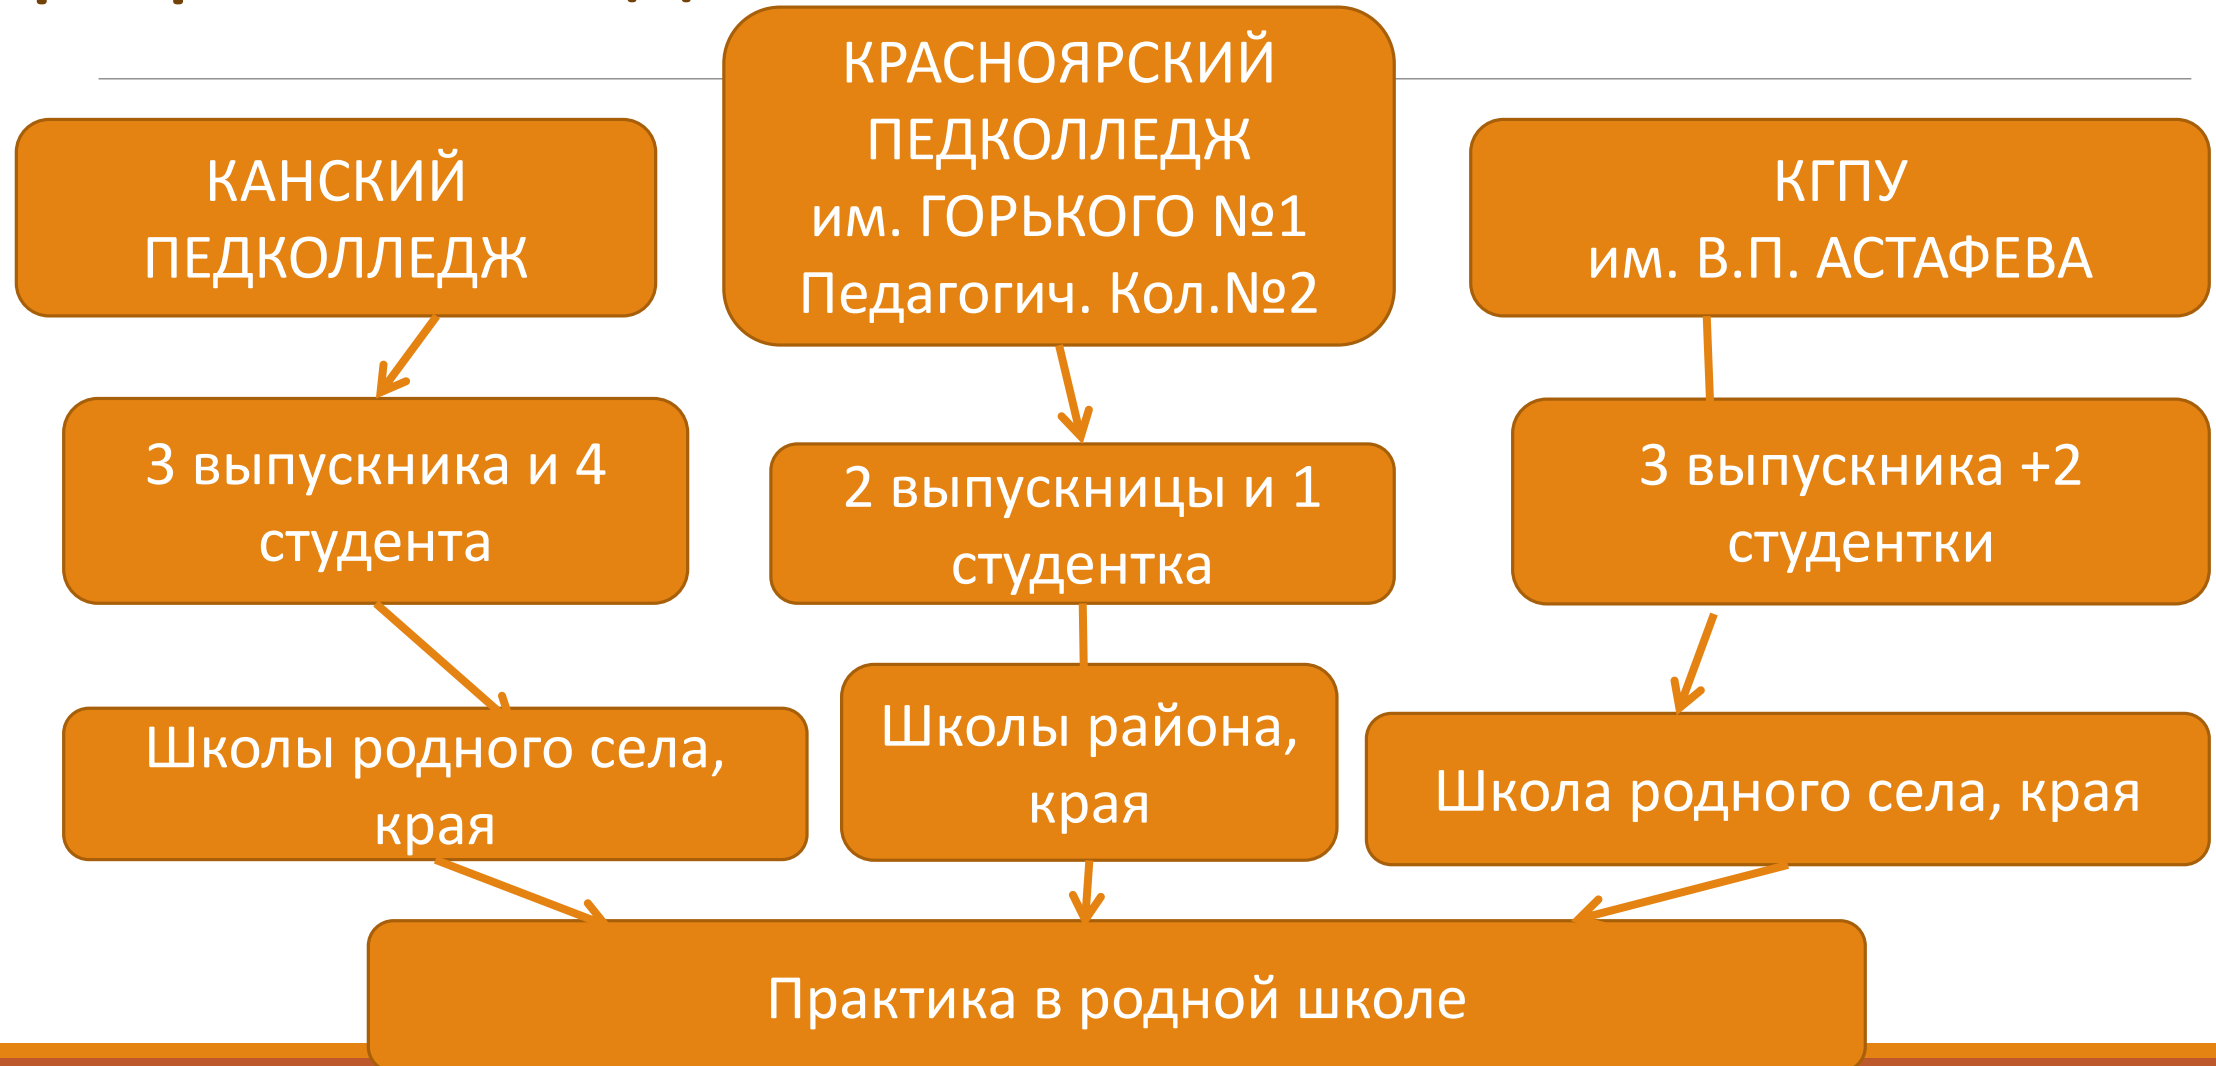 КАНСКИЙ
ПЕДКОЛЛЕДЖ
КРАСНОЯРСКИЙ
ПЕДКОЛЛЕДЖ
им. ГОРЬКОГО №1
Педагогич. Кол.№2
КГПУ
им. В.П. АСТАФЕВА
3 выпускника и 4
студента
2 выпускницы и 1
студентка
3 выпускника +2
студентки
Школы родного села,
края
Школы района,
края
Школа родного села, края
Практика в родной школе